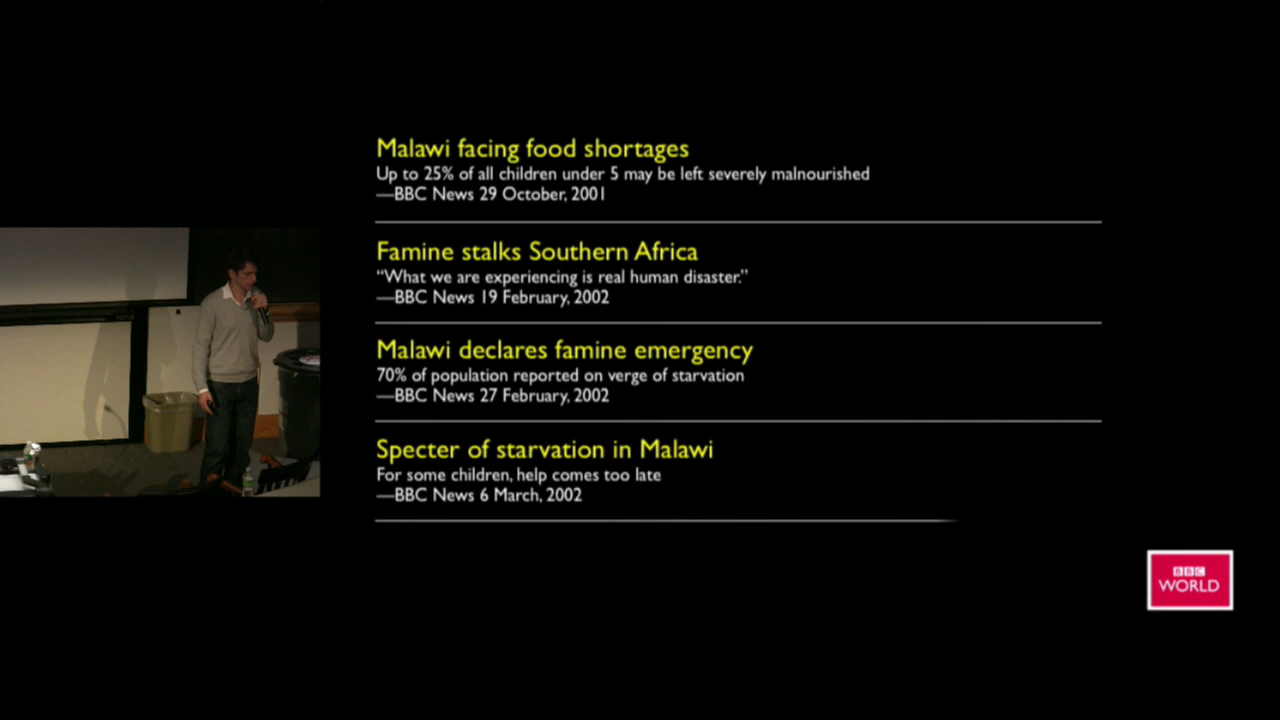 Malawi facing food shortages
Up to 25% of all children under 5 may be left severely malnourished
—BBC News 29 October, 2001
Famine stalks Southern Africa
“What we are experiencing is real human disaster.”
—BBC News 19 February, 2002
Malawi declares famine emergency
70% of population reported on verge of starvation
—BBC News 27 February, 2002
Specter of starvation in Malawi
For some children, help comes too late
—BBC News 6 March, 2002
BBC
WORLD